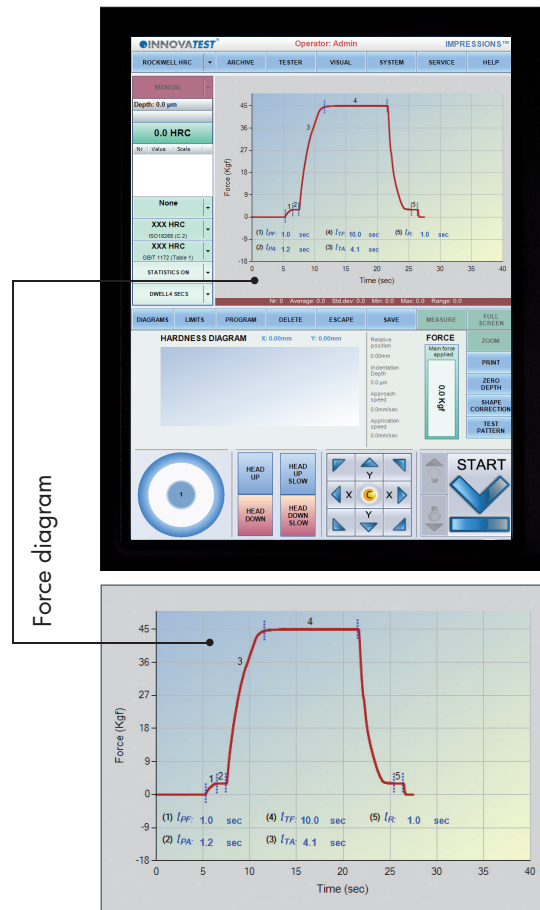 INNOVATEST® Operator: Admin IMPRESSIONS™
ROCKWELL HRC ARCHIVE TESTER VISUAL SYSTEM SERVICE HELP
MANUAL
Depth: 0.0 µm
0.0 HRC
Nr. Value Scale
None
XXX HRC
ISO18265 (C.2)
XXX HRC
GB/T 1172 (Table 1)
STATISTICS ON
DWELL4 SECS
Force (Kgf)
45
36
27
18
9
0
-9
-18
1 2 3 4 5
(1) tPF: 1.0 sec (4) tTF: 10.0 sec (5) tR: 1.0 sec
(2) tPA: 1.2 sec (3) tTA: 4.1 sec
0 5 10 15 20 25 30 35 40
Time (sec)
Nr: 0 Average: 0.0 Std.dev: 0.0 Min: 0.0 Max: 0.0 Range: 0.0
DIAGRAMS LIMITS PROGRAM DELETE ESCAPE SAVE MEASURE FULL
SCREEN
HARDNESS DIAGRAM X: 0.00mm Y: 0.00mm
Relative
position
0.00mm
Indentation
Depth
0.0 µm
Approach
speed
0.0mm/sec
Application
speed
0.0mm/sec
FORCE
Main force
applied
0.0 Kgf
ZOOM
PRINT
ZERO
DEPTH
SHAPE
CORRECTION
TEST
PATTERN
1
HEAD
UP
HEAD
UP
SLOW
HEAD
DOWN
HEAD
DOWN
SLOW
Y
X C X
Y
START
Force diagram
Force (Kgf)
45
36
27
18
9
0
-9
-18
1 2 3 4 5
(1) tPF: 1.0 sec (4) tTF: 10.0 sec (5) tR: 1.0 sec
(2) tPA: 1.2 sec (3) tTA: 4.1 sec
0 5 10 15 20 25 30 35 40
Time (sec)